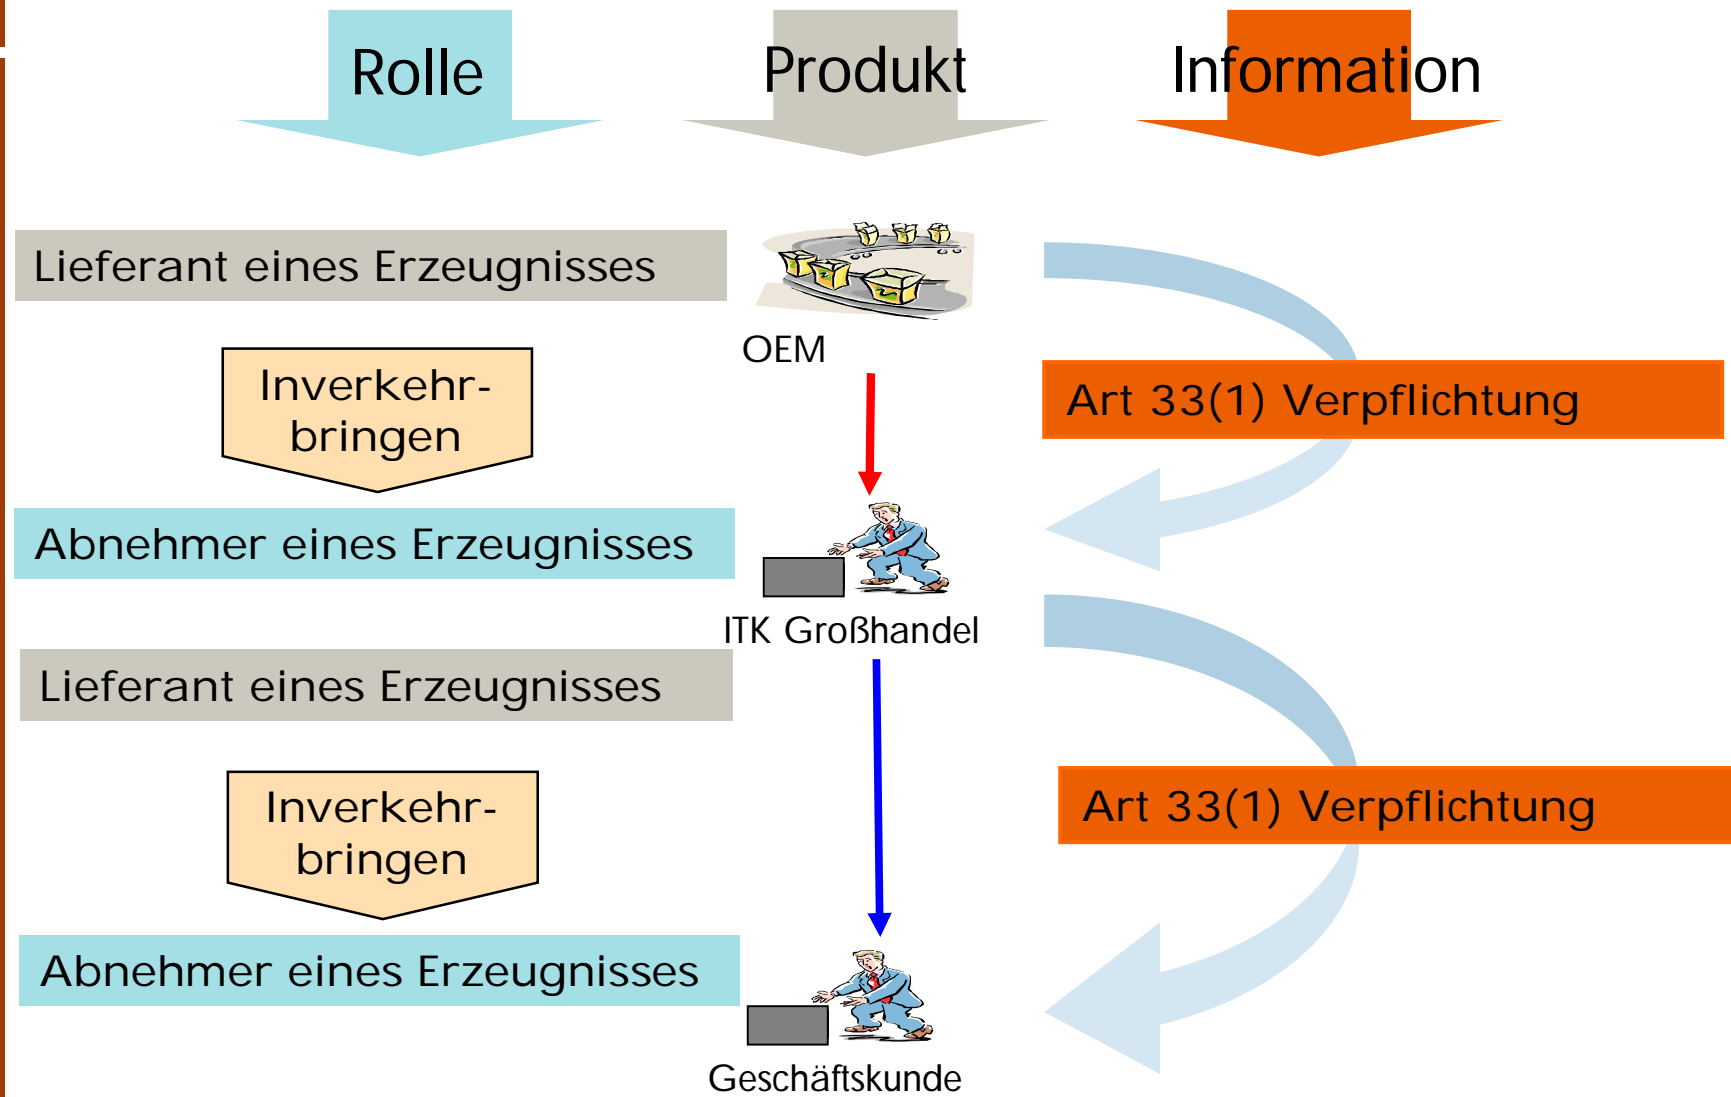 Rolle
Produkt
Information
Lieferant eines Erzeugnisses
OEM
Inverkehr-
bringen
Art 33(1) Verpflichtung
Abnehmer eines Erzeugnisses
ITK Großhandel
Lieferant eines Erzeugnisses
Inverkehr-
bringen
Art 33(1) Verpflichtung
Abnehmer eines Erzeugnisses
Geschäftskunde